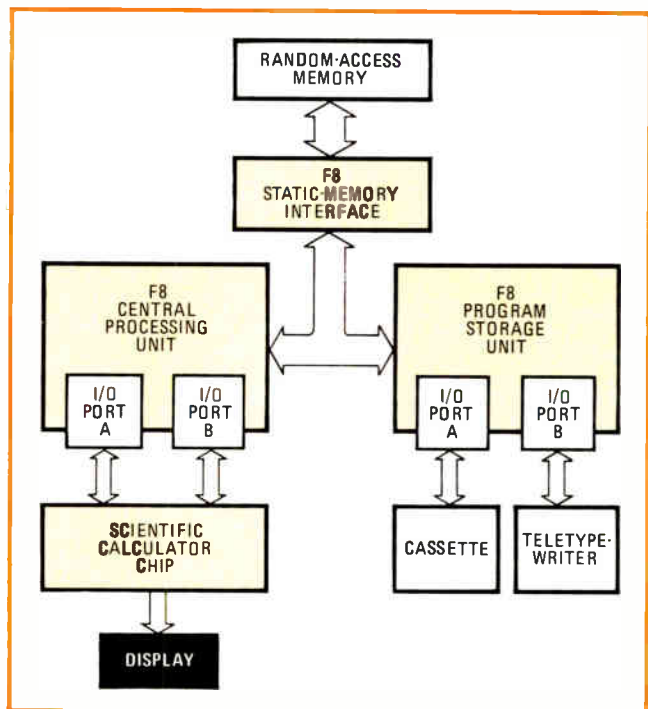 RANDOM-ACCESS
MEMORY
F8
STATIC-MEMORY
INTERFACE
F8
CENTRAL
PROCESSING
UNIT
I/O
PORT
A
I/O
PORT
B
F8
PROGRAM
STORAGE
UNIT
I/O
PORT
A
I/O
PORT
B
SCIENTIFIC
CALCULATOR
CHIP
CASSETTE
TELETYPE-
WRITER
DISPLAY